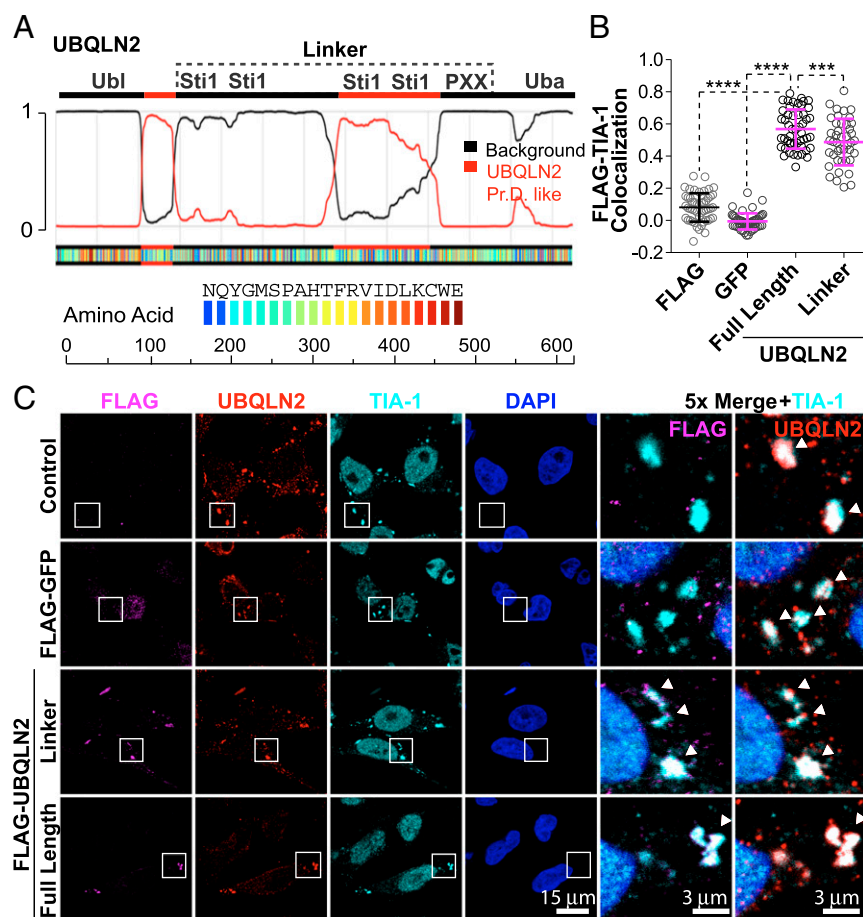 A
UBQLN2
Linker
Ubl Sti1 Sti1 Sti1 Sti1 PXX Uba
1
0
Background
UBQLN2
Pr.D. like
NQYGMSPAHTFRVIDLKCWE
Amino Acid
0 100 200 300 400 500 600
B
FLAG-TIA-1
Colocalization
1.0
0.8
0.6
0.4
0.2
0.0
-0.2
**** **** ***
FLAG
GFP
Full Length
Linker
UBQLN2
C
FLAG UBQLN2 TIA-1 DAPI 5x Merge+TIA-1
FLAG UBQLN2
Control
FLAG-GFP
FLAG-UBQLN2
Linker
Full Length
15 μm 3 μm 3 μm